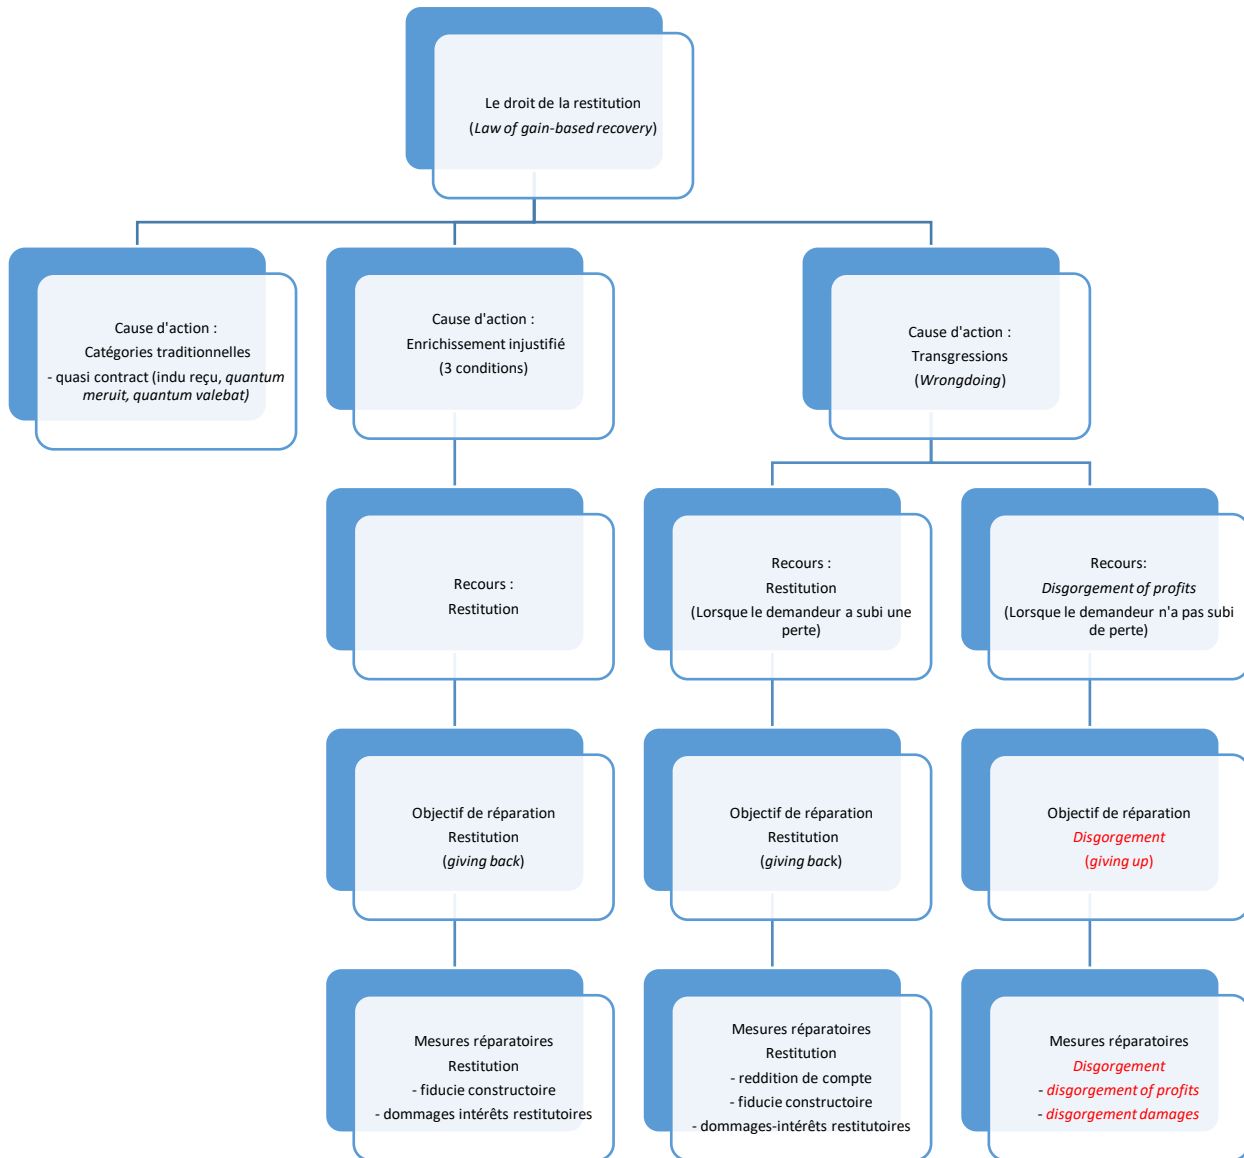 Le droit de la restitution
(Law of gain-based recovery)
Cause d'action :
Catégories traditionnelles
- quasi contract (indu reçu, quantum
meruit, quantum valebat)
Cause d'action :
Enrichissement injustifié
(3 conditions)
Cause d'action :
Transgressions
(Wrongdoing)
Recours :
Restitution
Recours :
Restitution
(Lorsque le demandeur a subi une
perte)
Recours:
Disgorgement of profits
(Lorsque le demandeur n'a pas subi
de perte)
Objectif de réparation
Restitution
(giving back)
Objectif de réparation
Restitution
(giving back)
Objectif de réparation
Disgorgement
(giving up)
Mesures réparatoires
Restitution
- fiducie constructoire
- dommages intérêts restitutoires
Mesures réparatoires
Restitution
- reddition de compte
- fiducie constructoire
- dommages-intérêts restitutoires
Mesures réparatoires
Disgorgement
- disgorgement of profits
- disgorgement damages